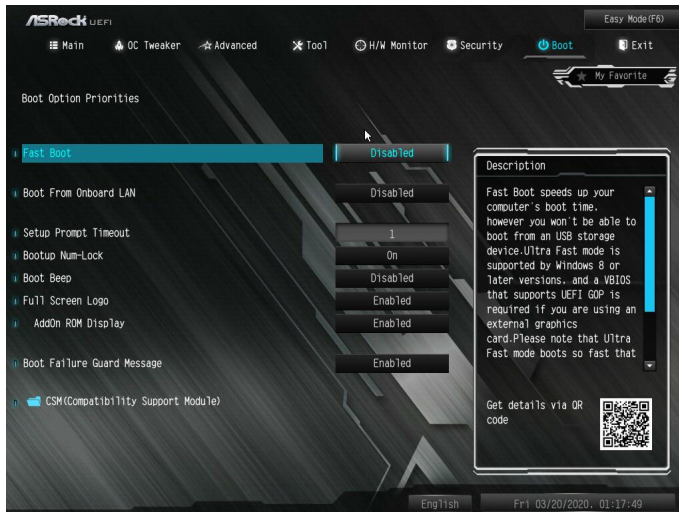 ASRock UEFI
Easy Mode(F6)
Main OC Tweaker Advanced Tool H/W Monitor Security Boot Exit
My Favorite
Boot Option Priorities
Fast Boot Disabled
Boot From Onboard LAN Disabled
Setup Prompt Timeout 1
Bootup Num-Lock On
Boot Beep Disabled
Full Screen Logo Enabled
AddOn ROM Display Enabled
Boot Failure Guard Message Enabled
CSM(Compatibility Support Module)
Description
Fast Boot speeds up your
computer's boot time.
however you won't be able to
boot from an USB storage
device.Ultra Fast mode is
supported by Windows 8 or
later versions. and a VBIOS
that supports UEFI GOP is
required if you are using an
external graphics
card.Please note that Ultra
Fast mode boots so fast that
Get details via QR
code
English
Fri 03/20/2020. 01:17:49